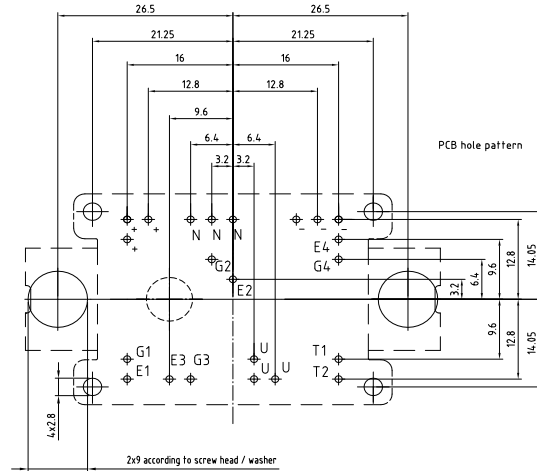 26.5 26.5
21.25 21.25
16 16
12.8 12.8
9.6
6.4 6.4
3.2 3.2
PCB hole pattern
+ + N N N - - -
+ E4
G2 G4
E2
3.2 6.4 9.6 12.8 14.05
9.6 12.8 14.05
G1 U T1
E1 E3 G3 U U T2
4x2.8
2x9 according to screw head / washer